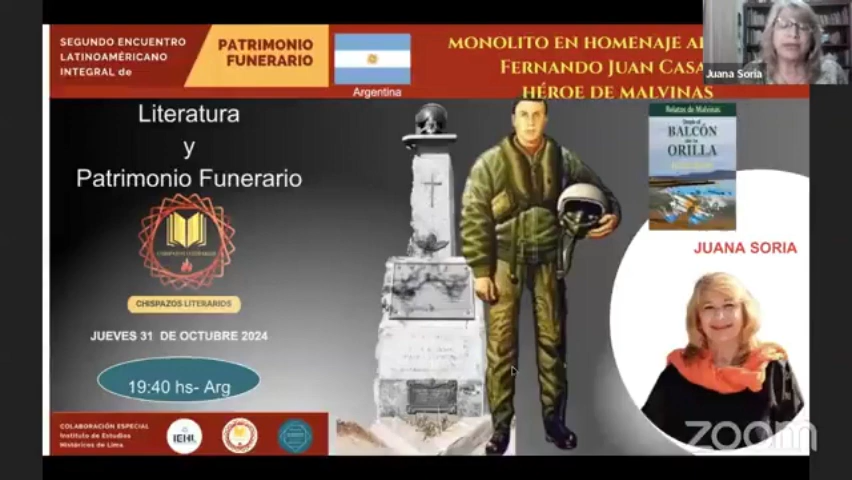 SEGUNDO ENCUENTRO
LATINOAMÉRICANO
INTEGRAL de
PATRIMONIO
FUNERARIO
Argentina
MONOLITO EN HOMENAJE AL
FERNANDO JUAN CASA
HÉROE DE MALVINAS
Juana Soria
Literatura
y
Patrimonio Funerario
CHISPAZOS LITERARIOS
JUEVES 31 DE OCTUBRE 2024
19:40 hs- Arg
Relatos de Malvinas
Desde el
BALCÓN
ORILLA
JUANA SORIA
COLABORACIÓN ESPECIAL
Instituto de Estudios
Históricos de Lima
IEHL
zoom